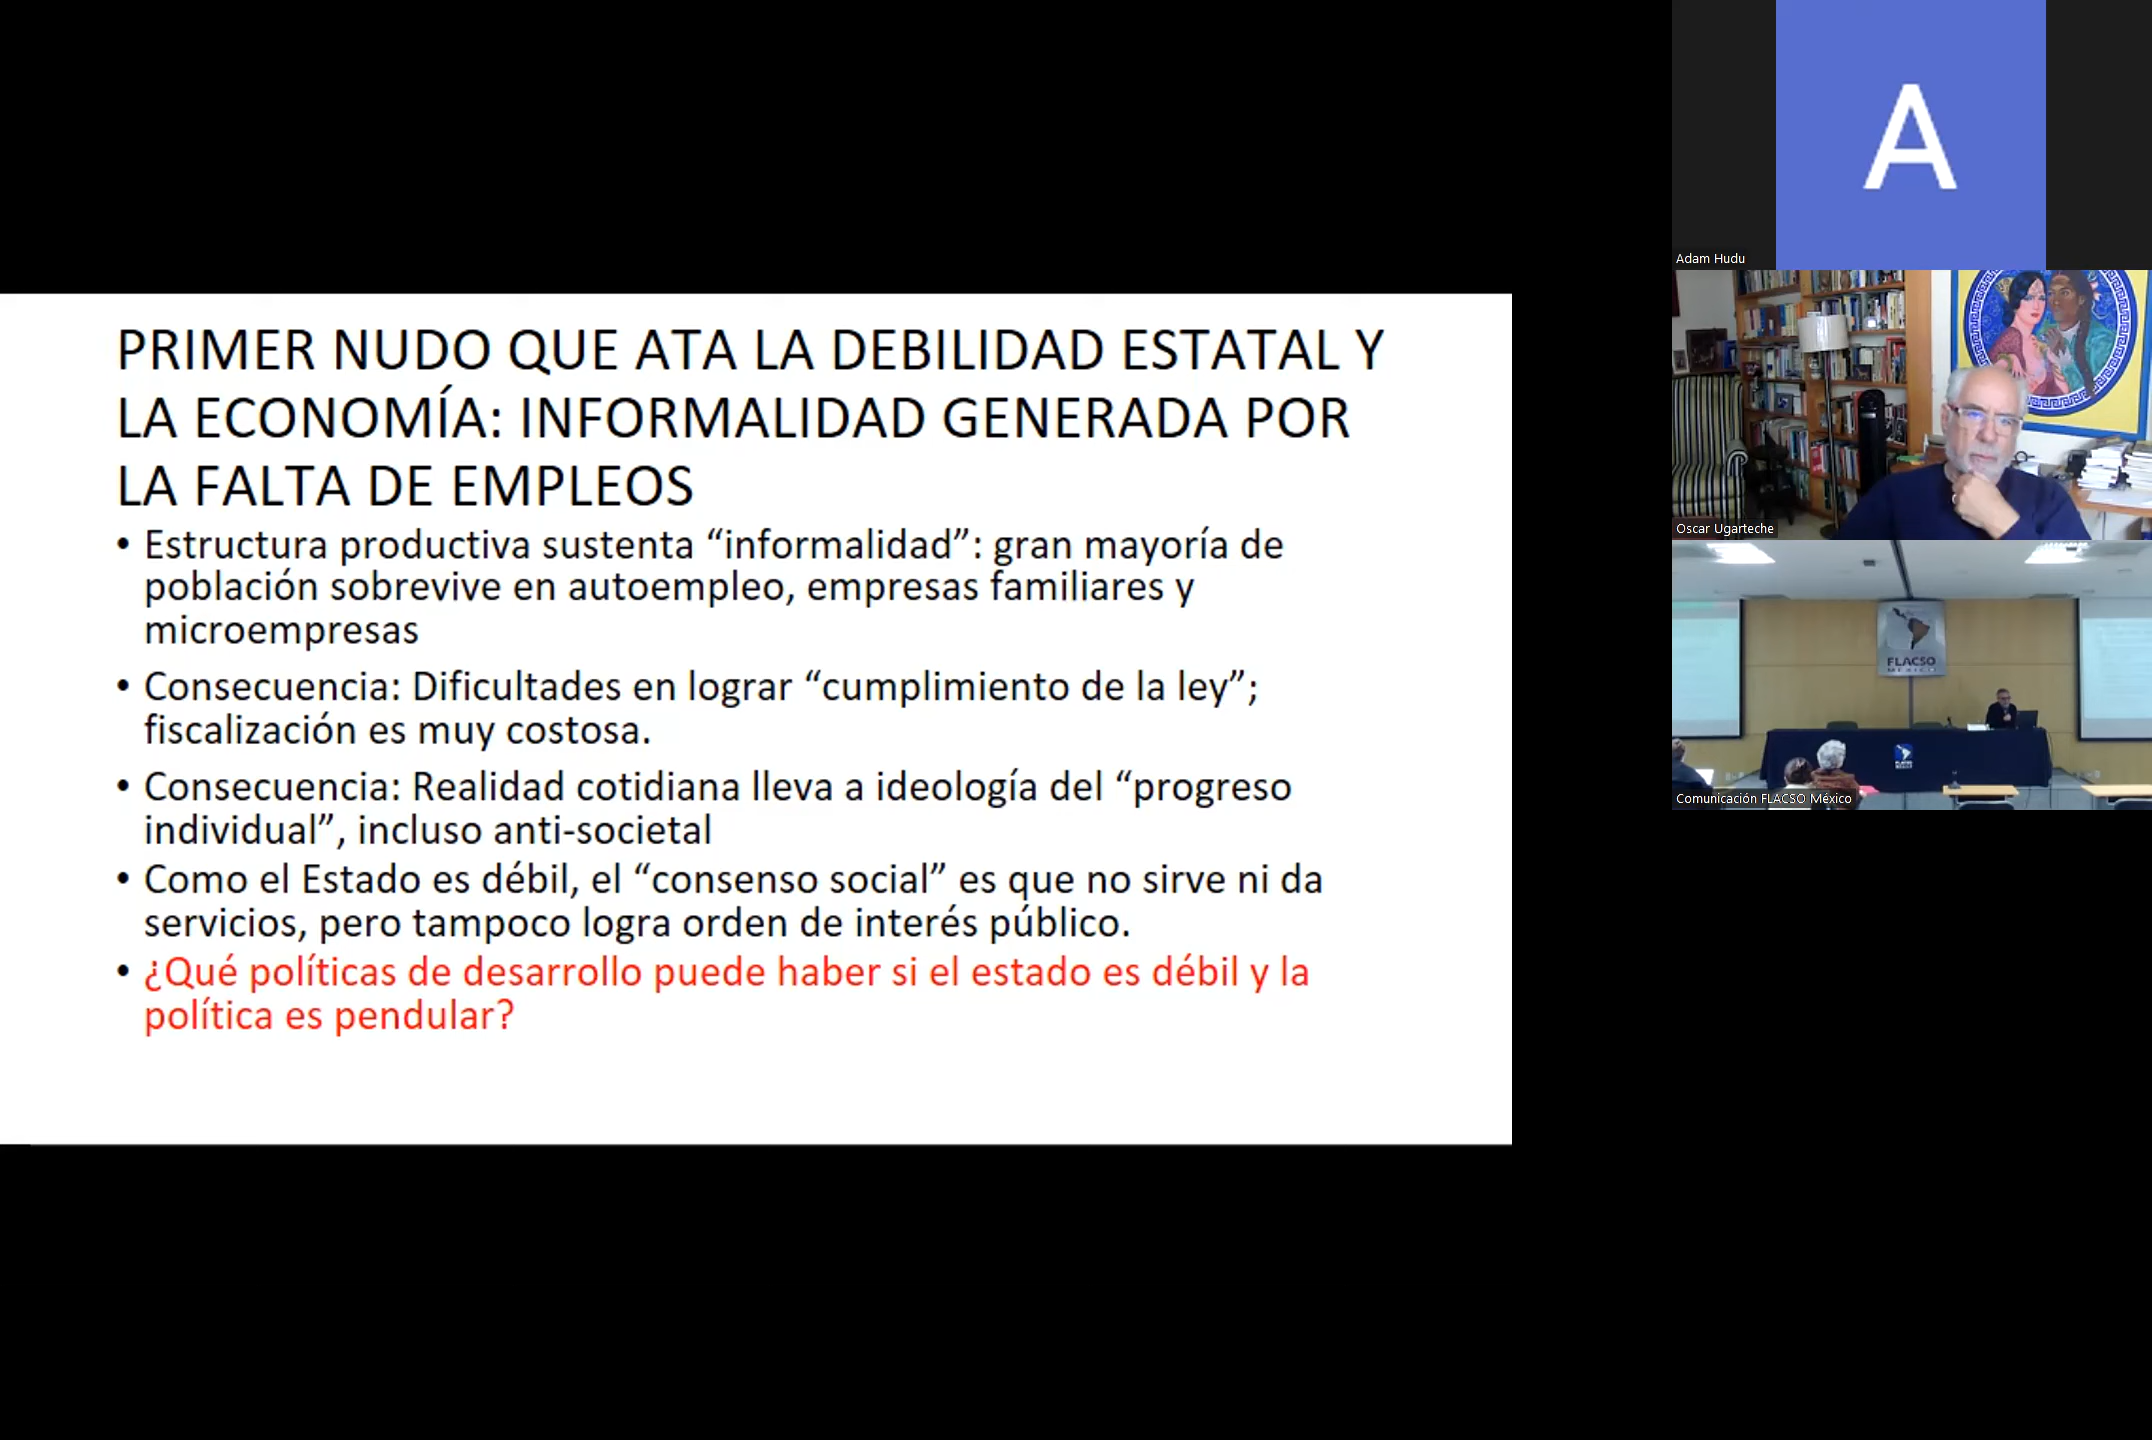 PRIMER NUDO QUE ATA LA DEBILIDAD ESTATAL Y
LA ECONOMÍA: INFORMALIDAD GENERADA POR
LA FALTA DE EMPLEOS
• Estructura productiva sustenta “informalidad”: gran mayoría de
población sobrevive en autoempleo, empresas familiares y
microempresas
• Consecuencia: Dificultades en lograr “cumplimiento de la ley”;
fiscalización es muy costosa.
• Consecuencia: Realidad cotidiana lleva a ideología del “progreso
individual”, incluso anti-societal
• Como el Estado es débil, el “consenso social” es que no sirve ni da
servicios, pero tampoco logra orden de interés público.
• ¿Qué políticas de desarrollo puede haber si el estado es débil y la
política es pendular?
A
Adam Hudu
Oscar Ugarteche
FLACSO
MÉXICO
Comunicación FLACSO México